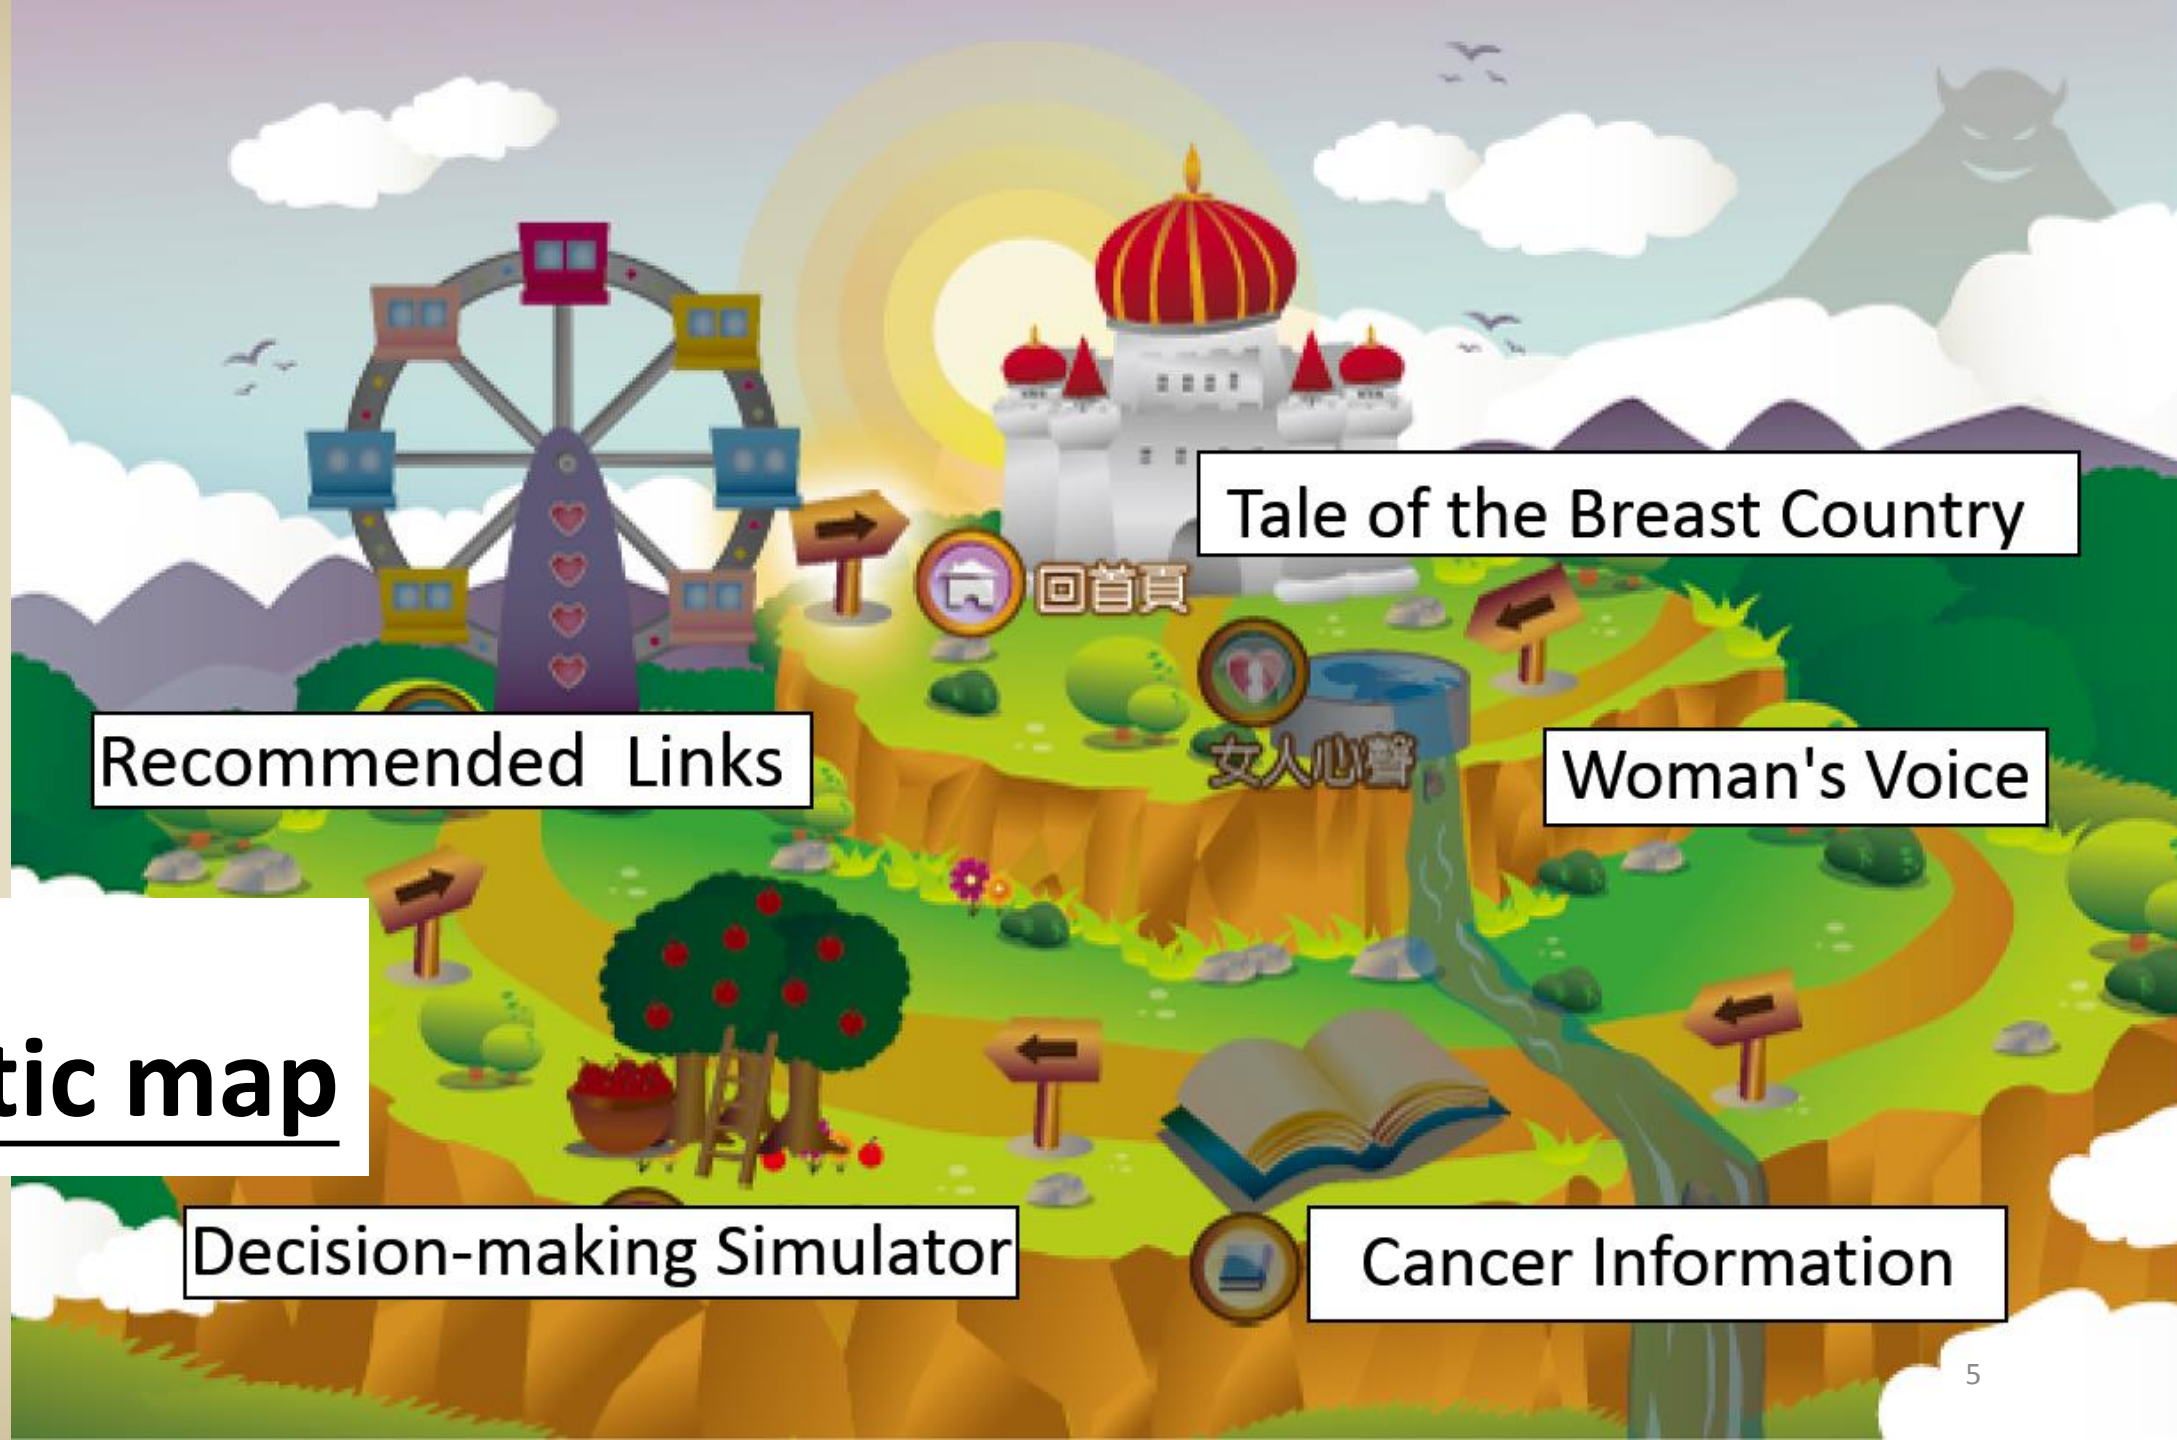 Tale of the Breast Country
回首頁
Recommended Links
女人心聲
Woman's Voice
tic map
Decision-making Simulator
Cancer Information
5